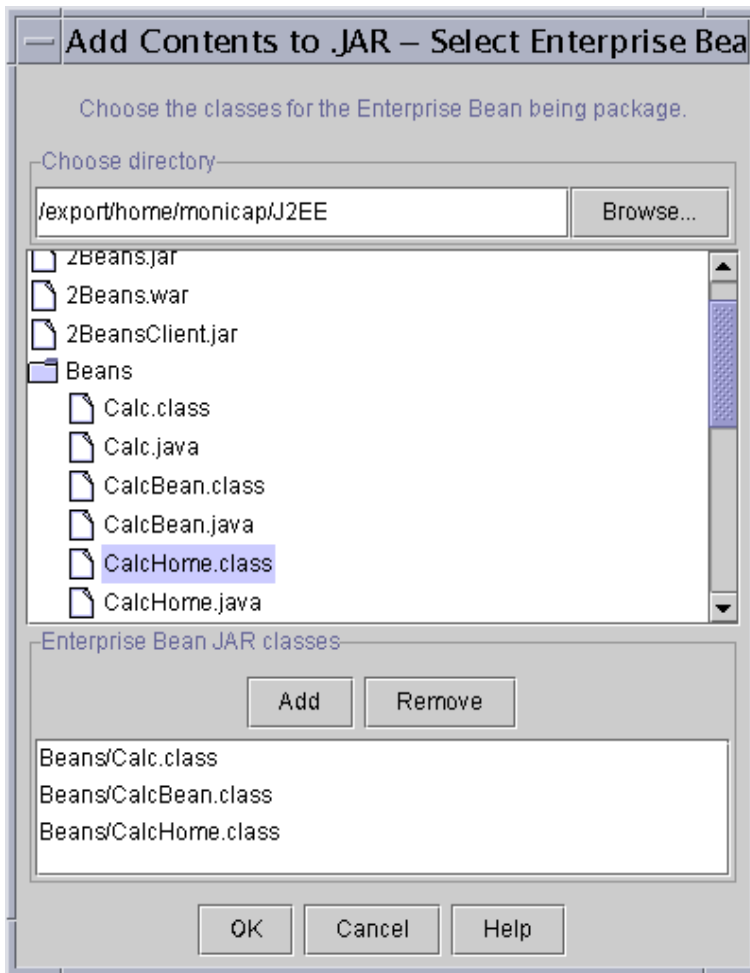 Add Contents to .JAR – Select Enterprise Bea
Choose the classes for the Enterprise Bean being package.
Choose directory
/export/home/monicap/J2EE Browse...
2Beans.jar
2Beans.war
2BeansClient.jar
Beans
Calc.class
Calc.java
CalcBean.class
CalcBean.java
CalcHome.class
CalcHome.java
Enterprise Bean JAR classes
Add Remove
Beans/Calc.class
Beans/CalcBean.class
Beans/CalcHome.class
OK Cancel Help